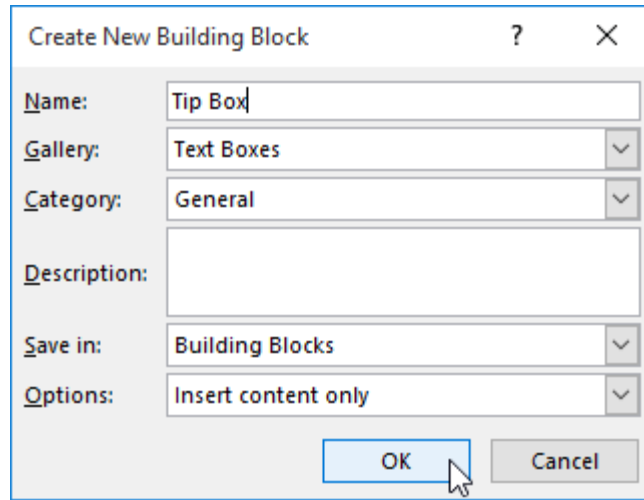 Create New Building Block ?
Name: Tip Box
Gallery: Text Boxes
Category: General
Description:
Save in: Building Blocks
Options: Insert content only
OK Cancel